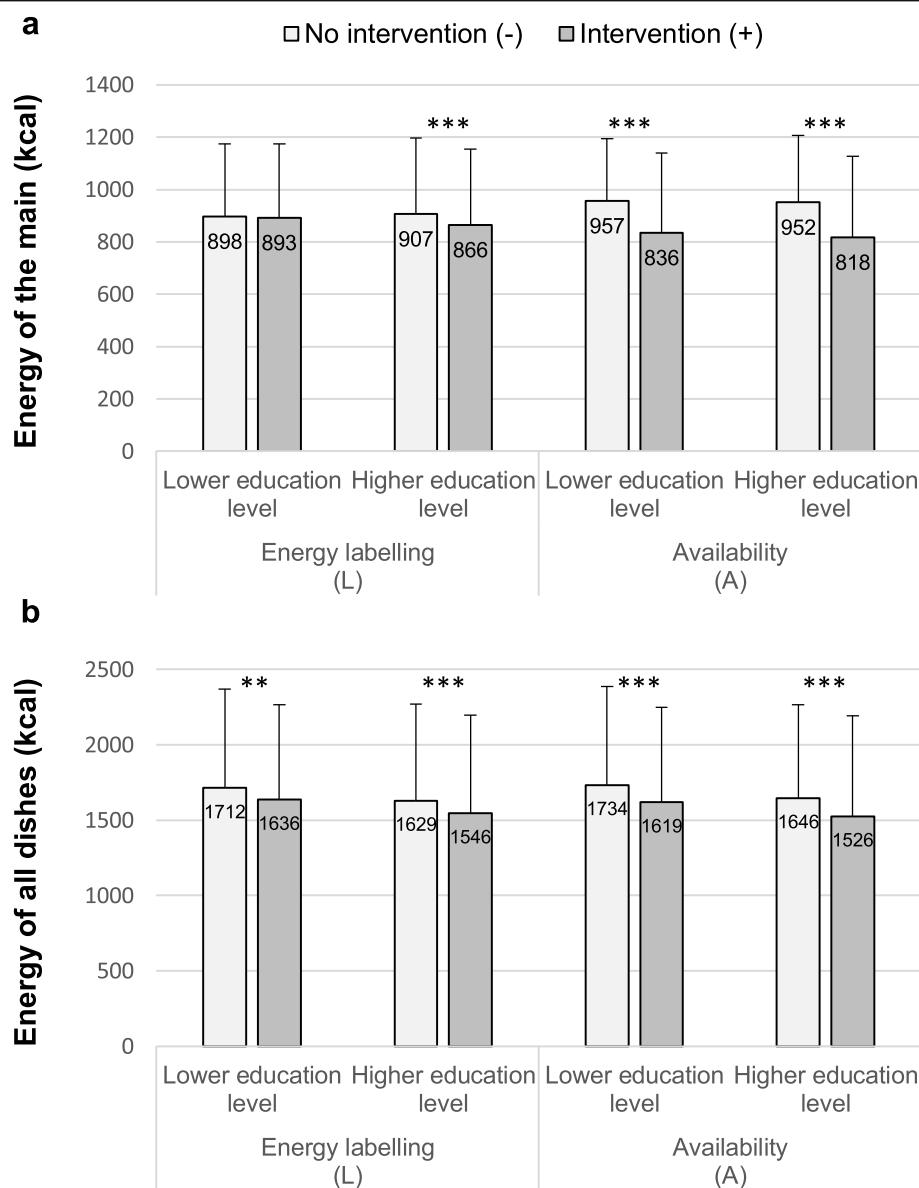 a
No intervention (-) Intervention (+)
Energy of the main (kcal)
1400
1200
1000
800
600
400
200
0
*** *** ***
898 893 907 866 957 836 952 818
Lower education level Higher education level Lower education level Higher education level
Energy labelling (L) Availability (A)
b
Energy of all dishes (kcal)
2500
2000
1500
1000
500
0
** *** *** ***
1712 1636 1629 1546 1734 1619 1646 1526
Lower education level Higher education level Lower education level Higher education level
Energy labelling (L) Availability (A)